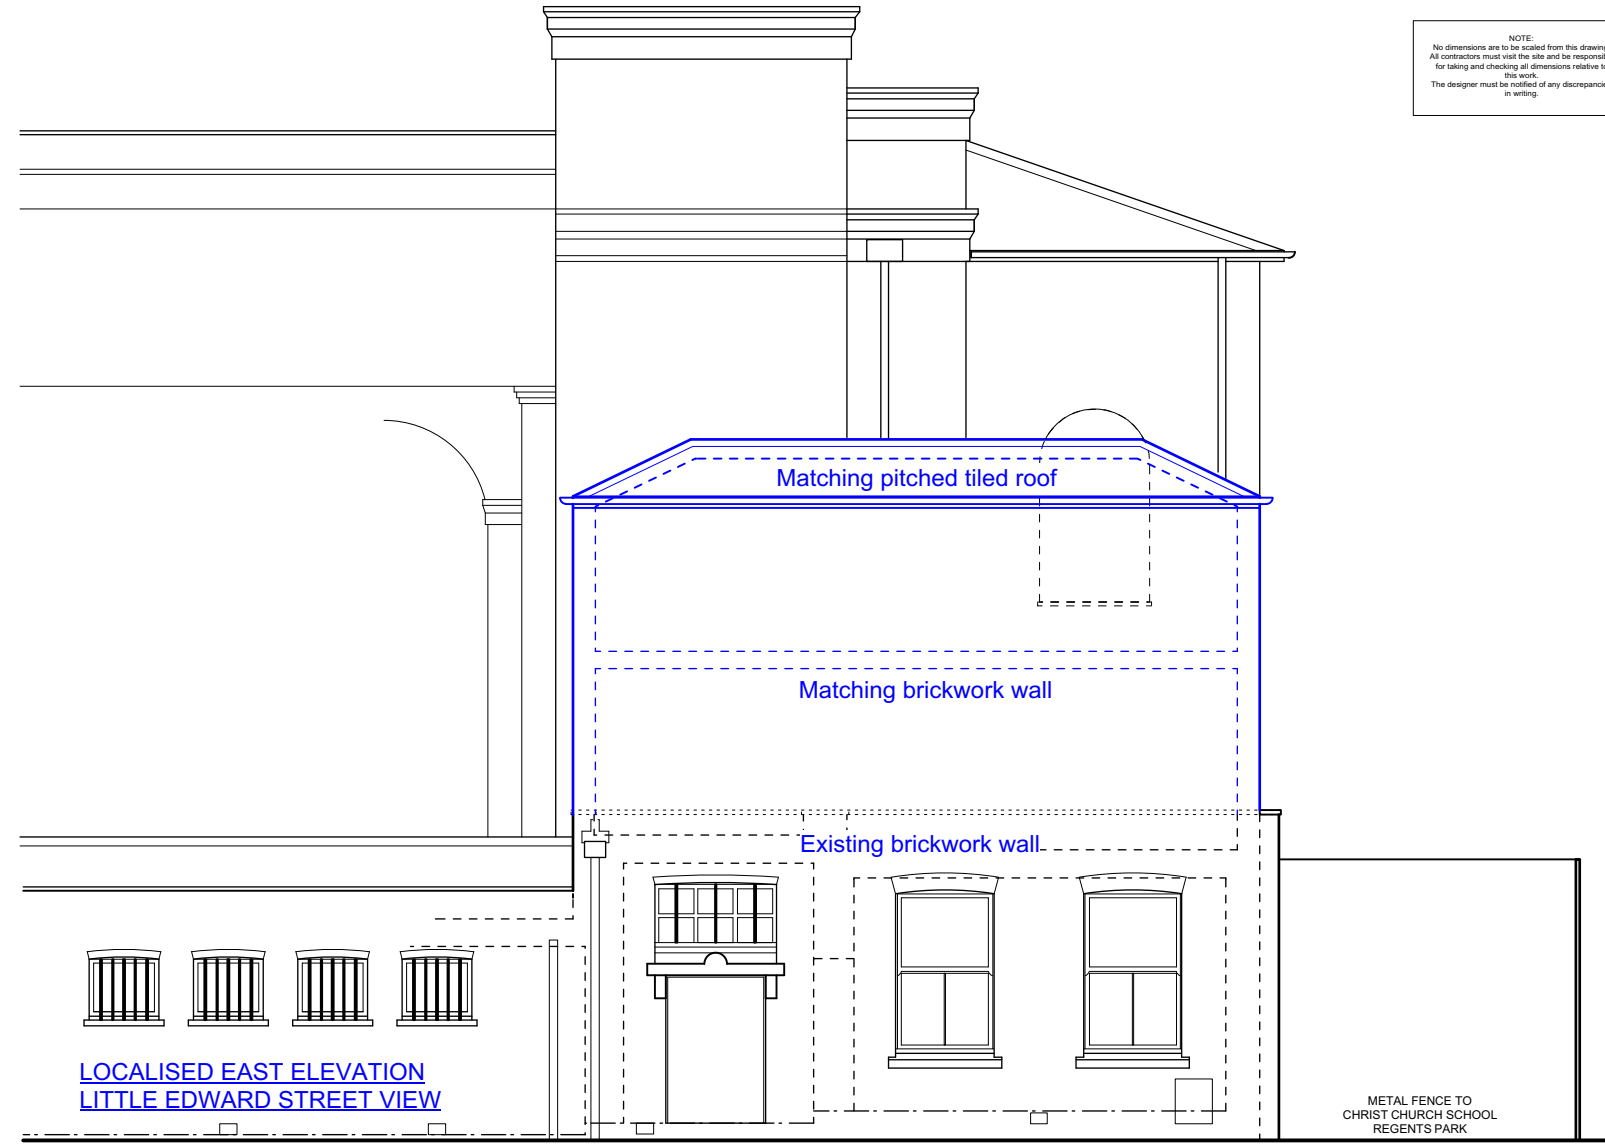 NOTE:
No dimensions are to be scaled from this drawing
All contractors must visit the site and be
for taking and checking all dimensions relative to
this work.
The designer must be notified of any
in writing.
Matching pitched tiled roof
Matching brickwork wall
Existing brickwork wall
LOCALISED EAST ELEVATION
LITTLE EDWARD STREET VIEW
METAL FENCE TO
CHRIST CHURCH SCHOOL
REGENTS PARK